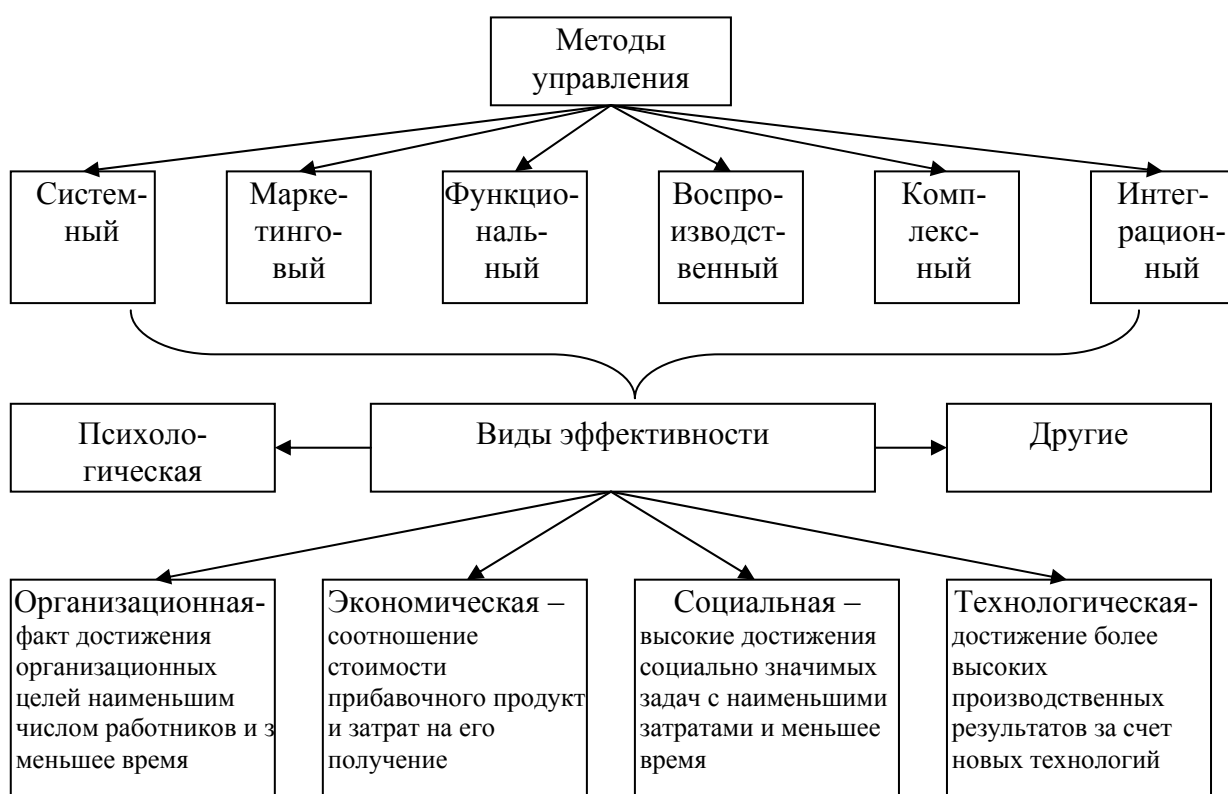 Методы
управления
Систем-
ный
Марке-
тинго-
вый
Функцио-
наль-
ный
Воспро-
изводст-
венный
Комп-
лекс-
ный
Интег-
рацион-
ный
Психоло-
гическая
Виды эффективности
Другие
Организационная-
факт достижения
организационных
целей наименьшим
числом работников и з
меньшее время
Экономическая –
соотношение
стоимости
прибавочного продукт
и затрат на его
получение
Социальная –
высокие достижения
социально значимых
задач с наименьшими
затратами и меньшее
время
Технологическая-
достижение более
высоких
производственных
результатов за счет
новых технологий